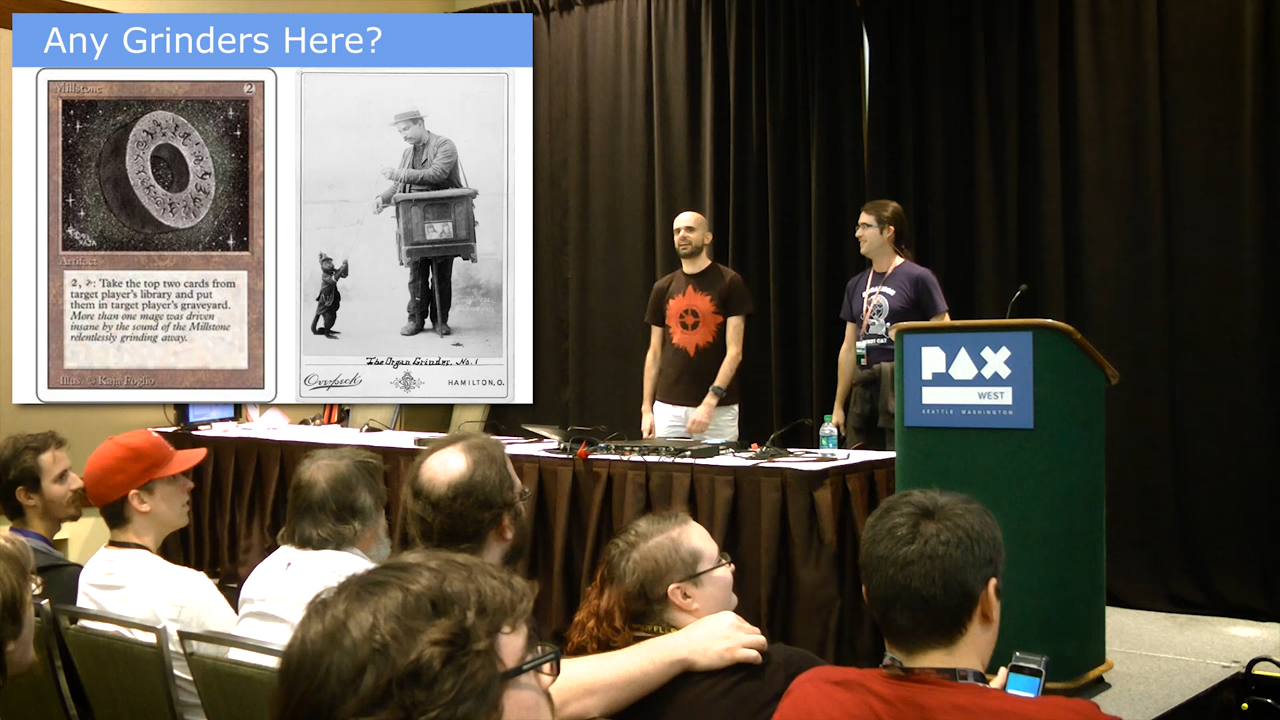 Any Grinders Here?
Millstone 2
Artifact
2, : Take the top two cards from
target player's library and put
them in target player's graveyard.
More than one mage was driven
insane by the sound of the Millstone
relentlessly grinding away.
Illus. © Kaja Foglio
The Organ Grinder. No. 1
HAMILTON, O.
PAX
WEST
SEATTLE WASHINGTON